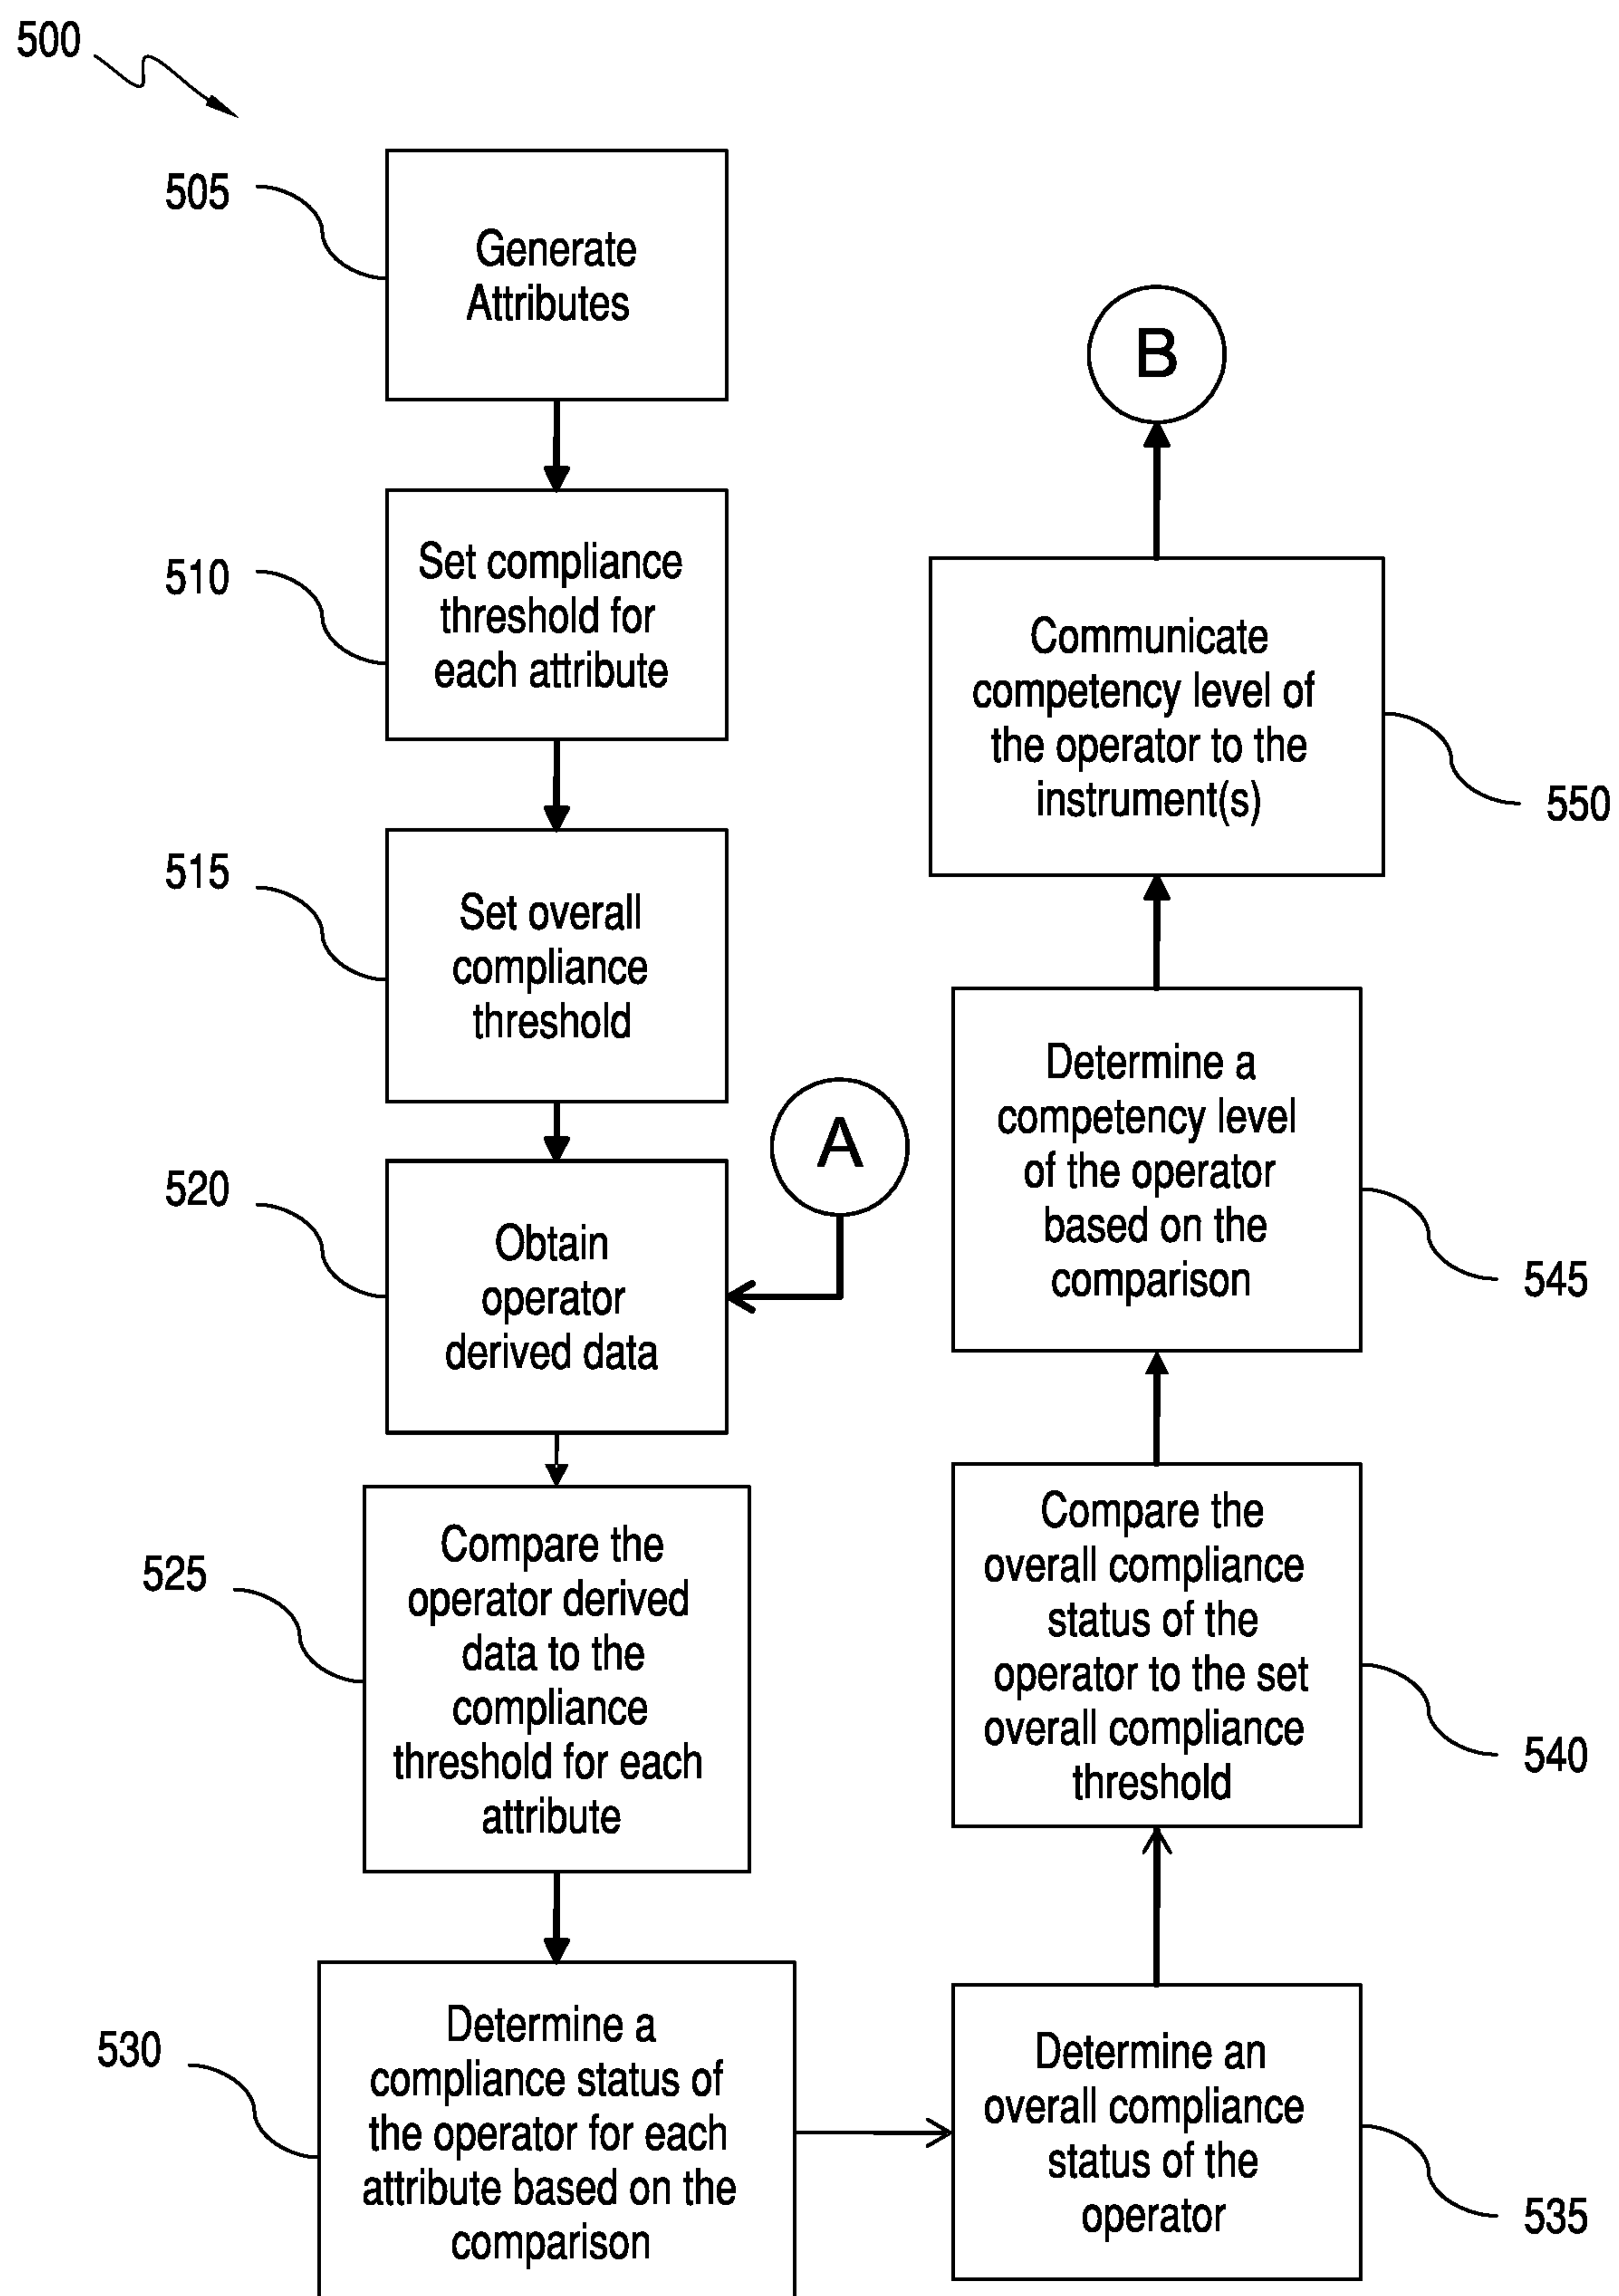 500
505
Generate
Attributes
510
Set compliance
threshold for
each attribute
515
Set overall
compliance
threshold
A
520
Obtain
operator
derived data
525
Compare the
operator derived
data to the
compliance
threshold for each
attribute
530
Determine a
compliance status of
the operator for each
attribute based on the
comparison
Determine an
overall compliance
status of the
operator
535
Compare the
overall compliance
status of the
operator to the set
overall compliance
threshold
540
Determine a
competency level
of the operator
based on the
comparison
545
Communicate
competency level of
the operator to the
instrument(s)
550
B